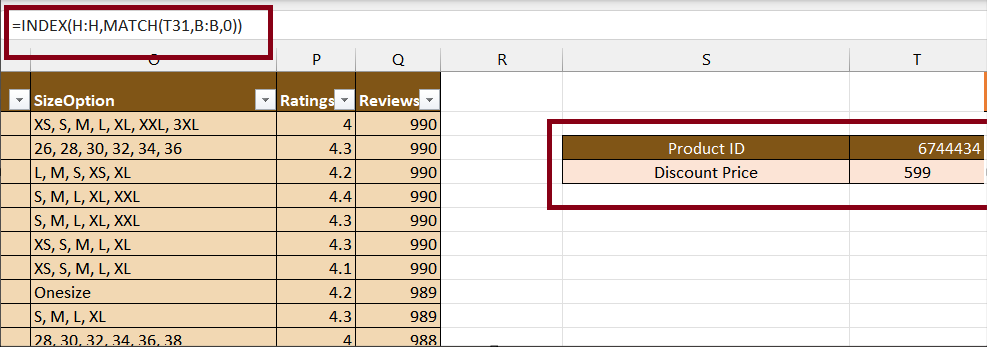 =INDEX(H:H,MATCH(T31,B:B,0))
O P Q R S T
SizeOption Ratings Reviews
XS, S, M, L, XL, XXL, 3XL 4 990
26, 28, 30, 32, 34, 36 4.3 990 Product ID 6744434
L, M, S, XS, XL 4.2 990 Discount Price 599
S, M, L, XL, XXL 4.4 990
S, M, L, XL, XXL 4.3 990
XS, S, M, L, XL 4.3 990
XS, S, M, L, XL 4.1 990
Onesize 4.2 989
S, M, L, XL 4.3 989
28, 30, 32, 34, 36, 38 4 988